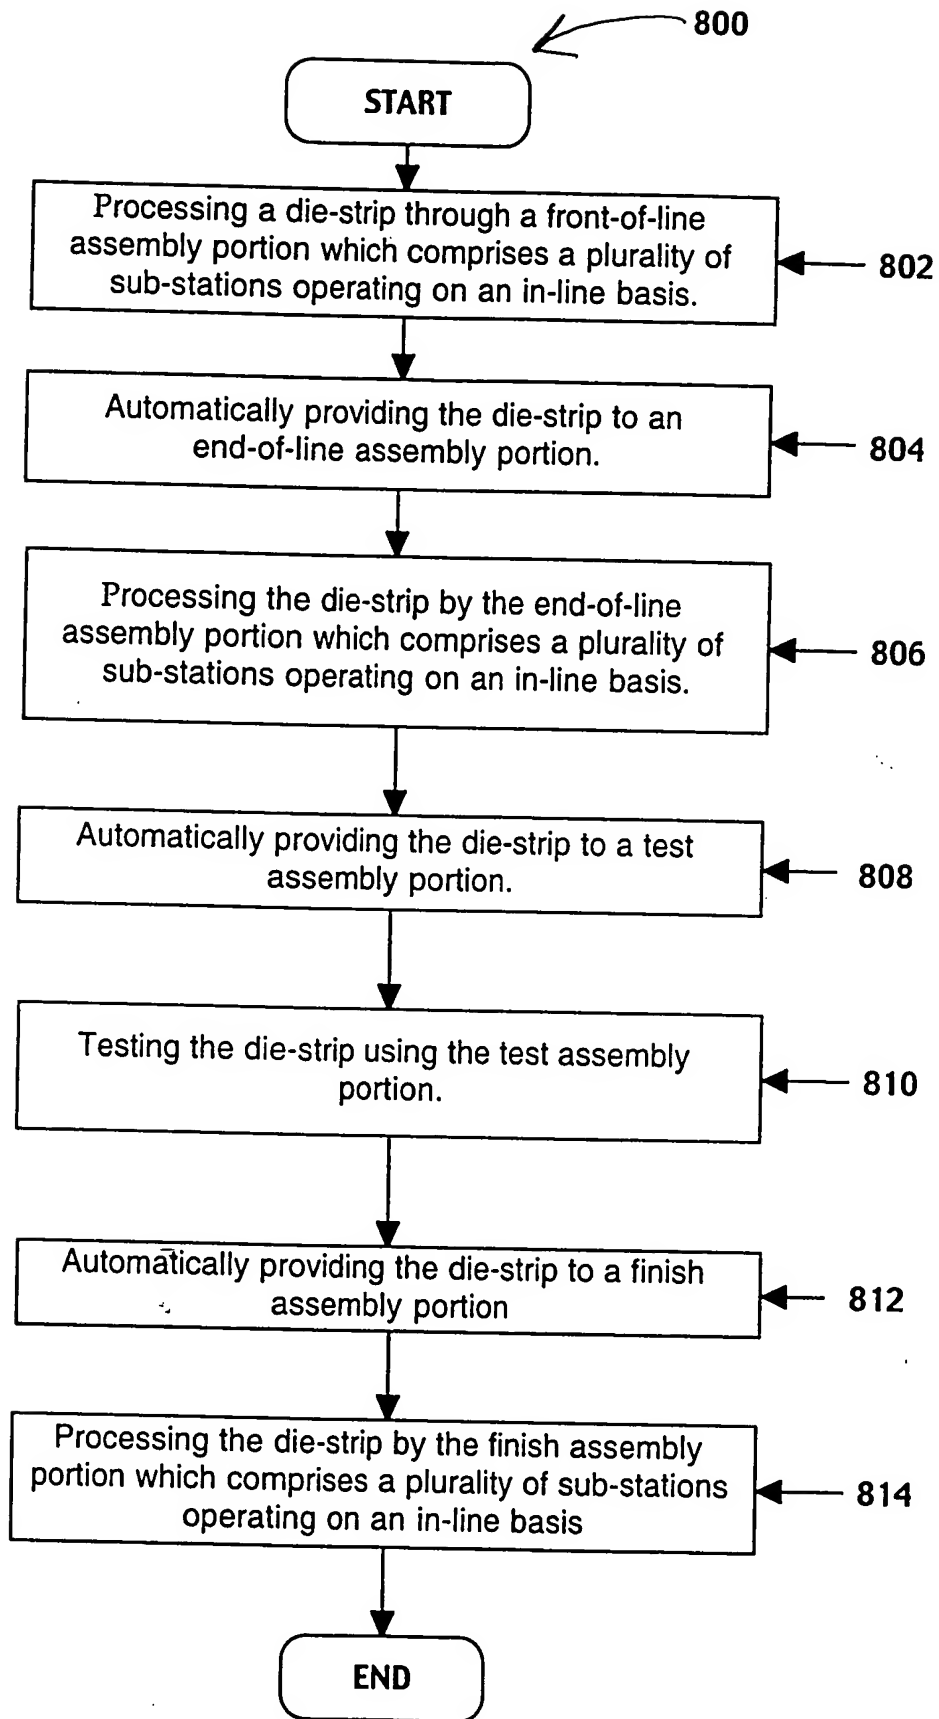 800
START
Processing a die-strip through a front-of-line
assembly portion which comprises a plurality of
sub-stations operating on an in-line basis.
802
Automatically providing the die-strip to an
end-of-line assembly portion.
804
Processing the die-strip by the end-of-line
assembly portion which comprises a plurality of
sub-stations operating on an in-line basis.
806
Automatically providing the die-strip to a test
assembly portion.
808
Testing the die-strip using the test assembly
portion.
810
Automatically providing the die-strip to a finish
assembly portion
812
Processing the die-strip by the finish assembly
portion which comprises a plurality of sub-stations
operating on an in-line basis
814
END